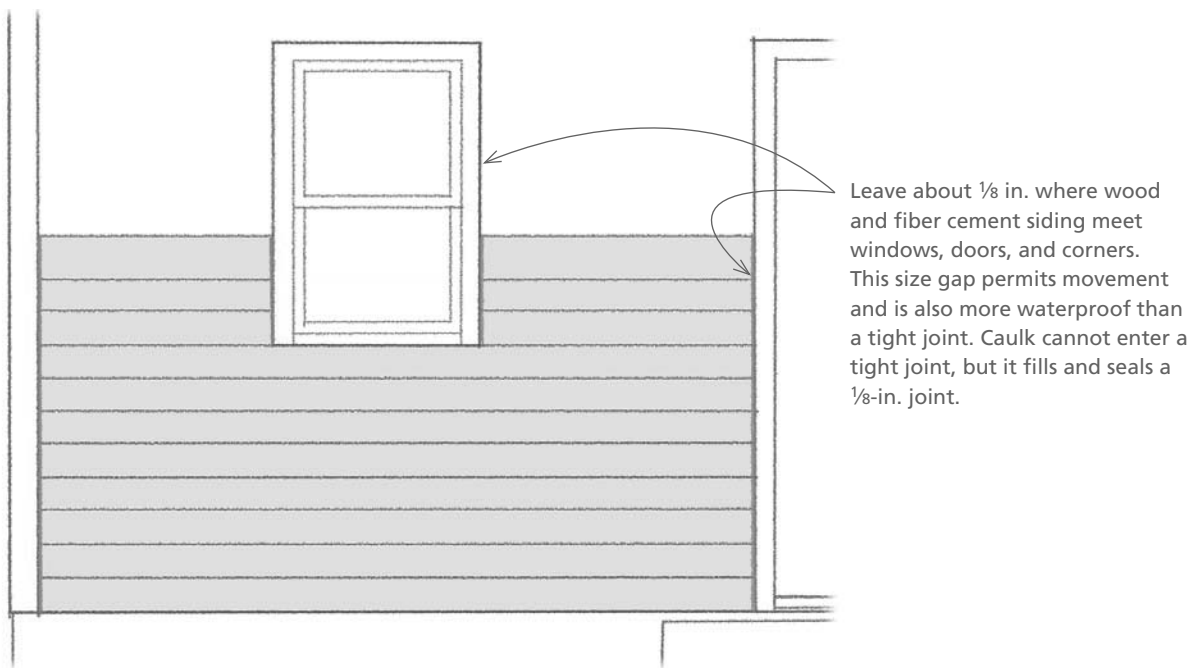 Leave about ⅛ in. where wood
and fiber cement siding meet
windows, doors, and corners.
This size gap permits movement
and is also more waterproof than
a tight joint. Caulk cannot enter a
tight joint, but it fills and seals a
⅛-in. joint.